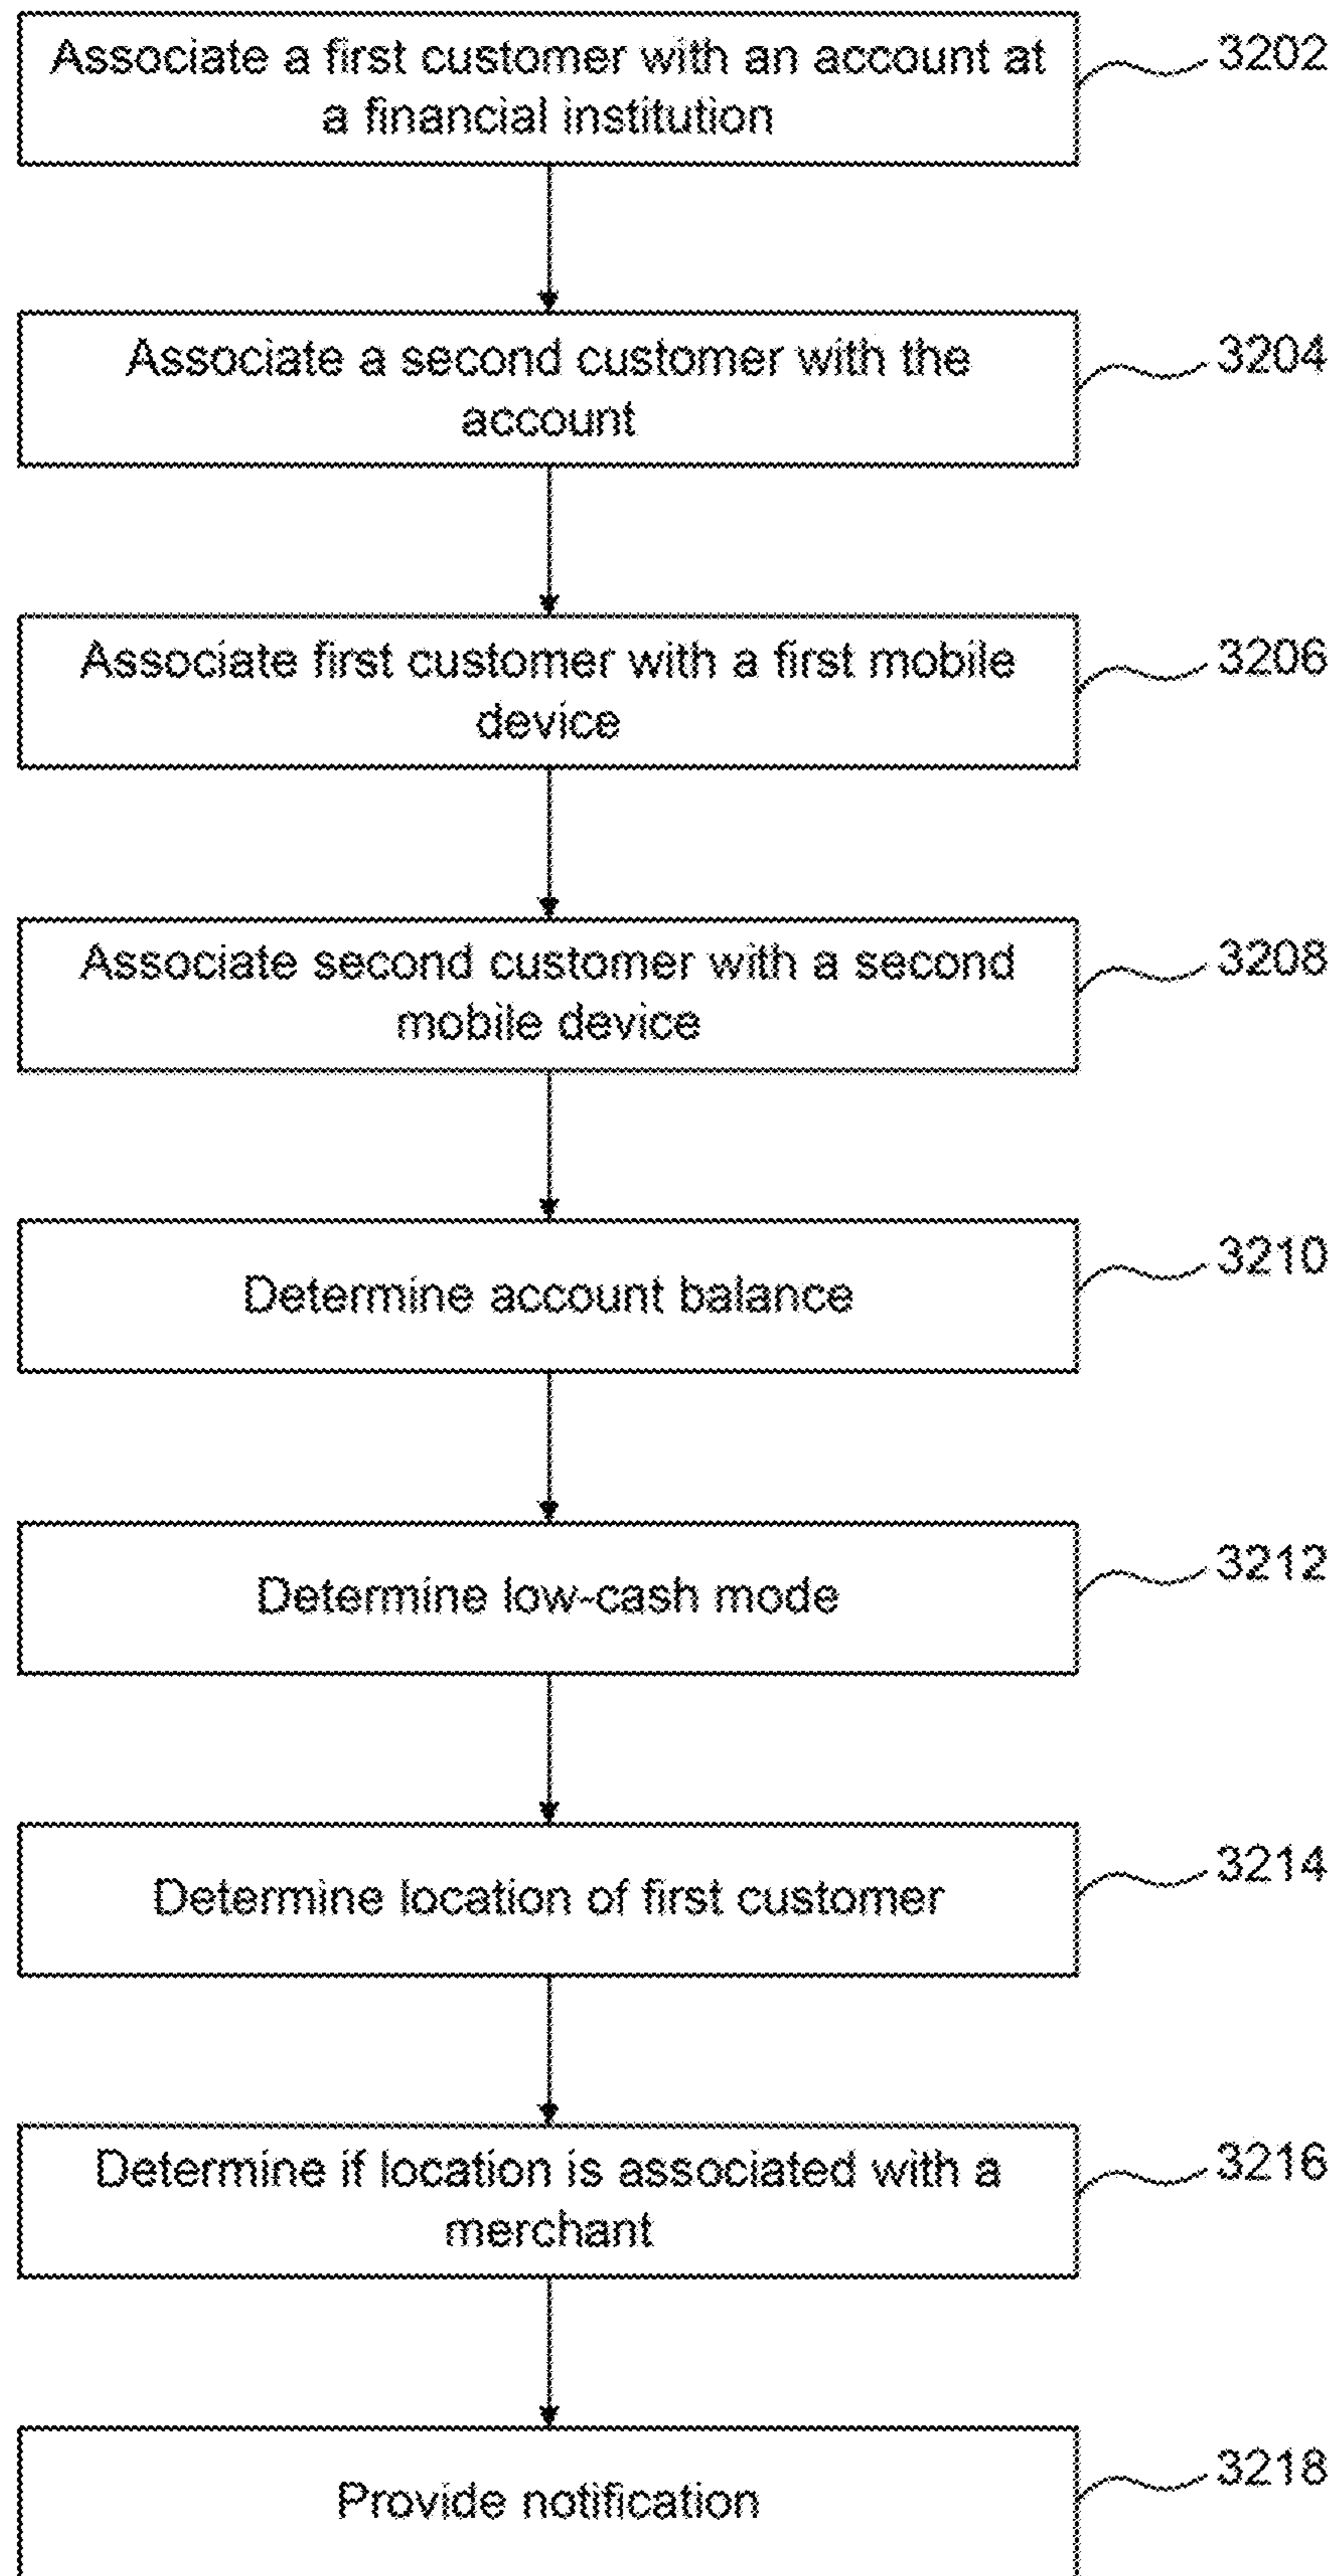 Associate a first customer with an account at
a financial institution
3202
Associate a second customer with the
account
3204
Associate first customer with a first mobile
device
3206
Associate second customer with a second
mobile device
3208
Determine account balance
3210
Determine low-cash mode
3212
Determine location of first customer
3214
Determine if location is associated with a
merchant
3216
Provide notification
3218